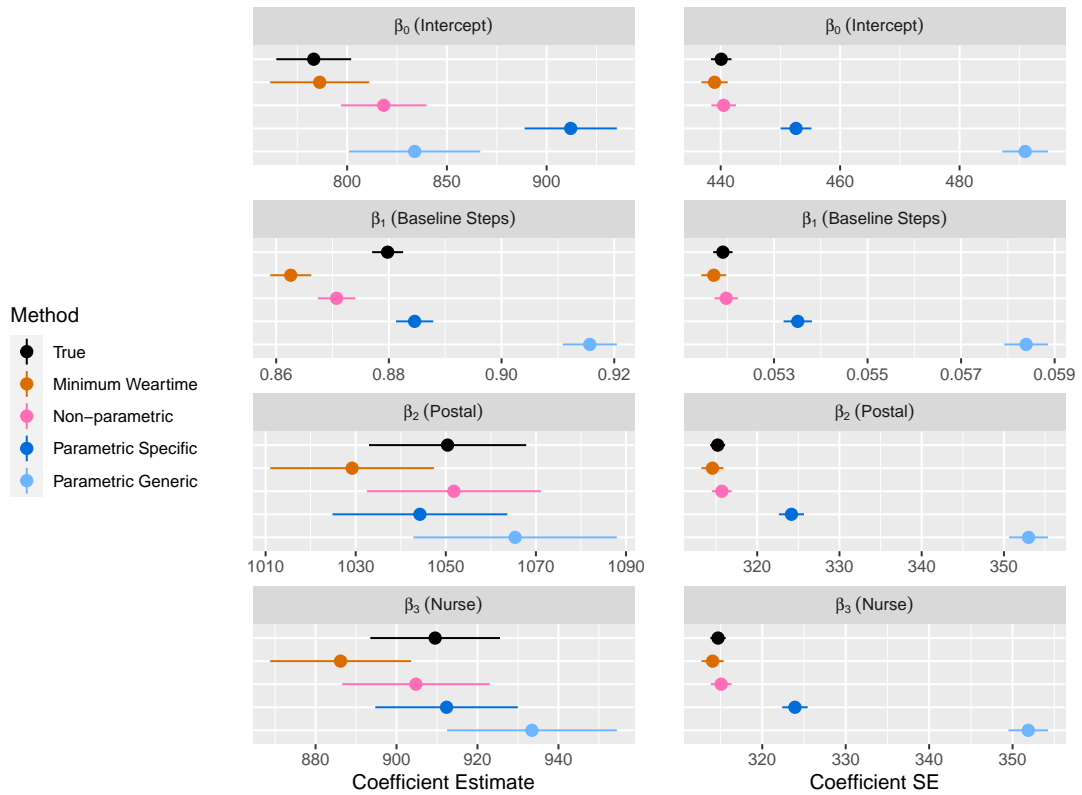 β0 (Intercept)
800 850 900
β0 (Intercept)
440 460 480
β1 (Baseline Steps)
0.86 0.88 0.90 0.92
β1 (Baseline Steps)
0.053 0.055 0.057 0.059
Method
True
Minimum Weartime
Non−parametric
Parametric Specific
Parametric Generic
β2 (Postal)
1010 1030 1050 1070 1090
β2 (Postal)
320 330 340 350
β3 (Nurse)
880 900 920 940
Coefficient Estimate
β3 (Nurse)
320 330 340 350
Coefficient SE